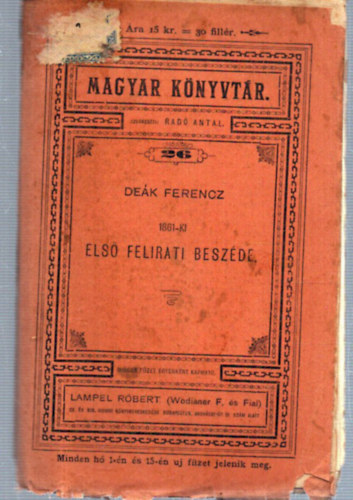 Ára 15 kr. = 30 fillér.
MAGYAR KÖNYVTÁR.
RADÓ ANTAL.
26
DEÁK FERENCZ
1861-KI
ELSŐ FELIRATI BESZÉDE.
LAMPEL RÓBERT (Wodianer F. és Fiai)
Minden hó 1-én és 15-én uj füzet jelenik meg.